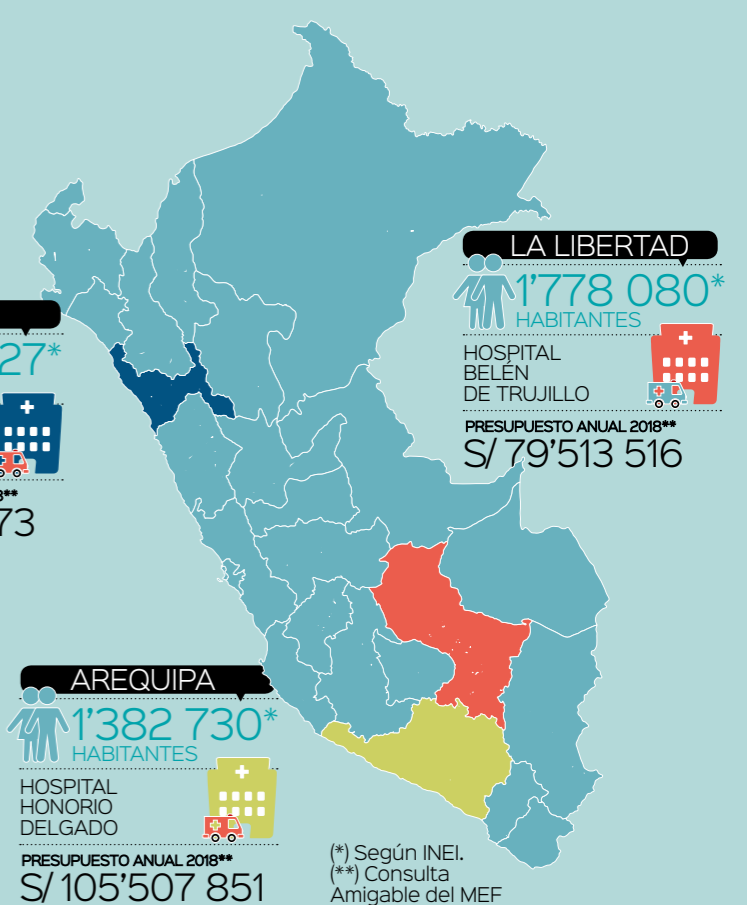 LA LIBERTAD
1'778 080*
HABITANTES
HOSPITAL
BELÉN
DE TRUJILLO
PRESUPUESTO ANUAL 2018**
S/ 79'513 516
27*
8**
73
AREQUIPA
1'382 730*
HABITANTES
HOSPITAL
HONORIO
DELGADO
PRESUPUESTO ANUAL 2018**
S/ 105'507 851
(*) Según INEI.
(**) Consulta
Amigable del MEF